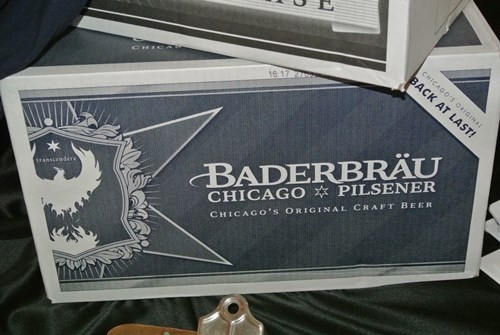 CHICAGO'S ORIGINAL
BACK AT LAST!
transcendere
BADERBRÄU
CHICAGO PILSENER
CHICAGO'S ORIGINAL CRAFT BEER